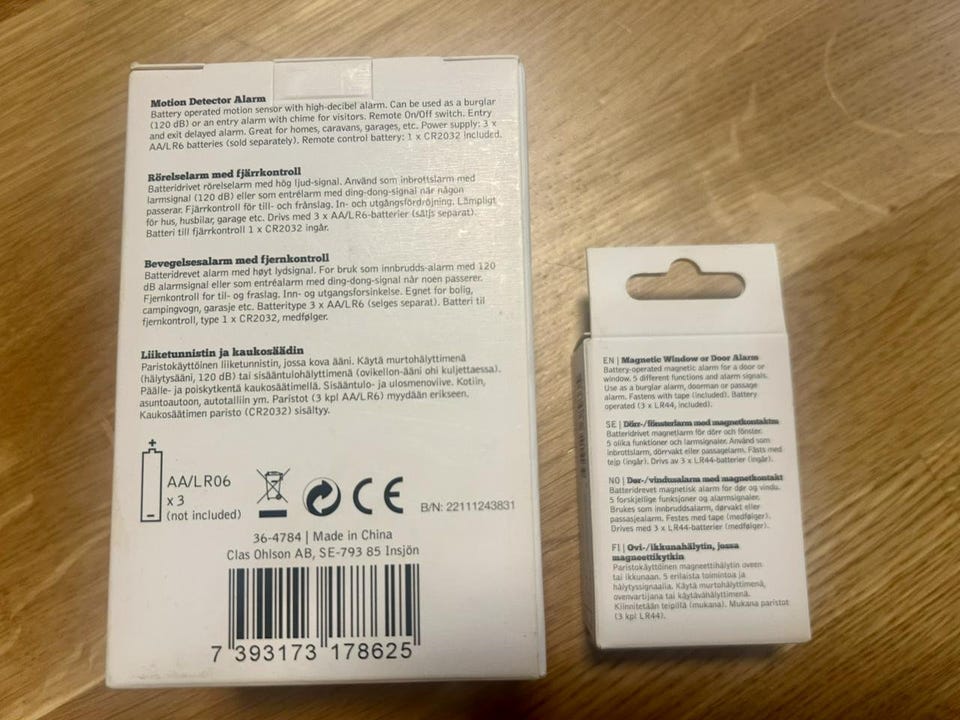 Motion Detector Alarm
Battery operated motion sensor with high-decibel alarm. Can be used as a burglar
(120 dB) or an entry alarm with chime for visitors. Remote On/Off switch. Entry
and exit delayed alarm. Great for homes, caravans, garages, etc. Power supply: 3 x
AA/LR6 batteries (sold separately). Remote control battery: 1 x CR2032 included.
Rörelselarm med fjärrkontroll
Batteridrivet rörelselarm med hög ljud-signal. Använd som inbrottslarm med
larmsignal (120 dB) eller som entrélarm med ding-dong-signal när någon
passerar. Fjärrkontroll för till- och frånslag. In- och utgångsfördröjning. Lämpligt
för hus, husbilar, garage etc. Drivs med 3 x AA/LR6-batterier (säljs separat).
Batteri till fjärrkontroll 1 x CR2032 ingår.
Bevegelsesalarm med fjernkontroll
Batteridrevet alarm med høyt lydsignal. For bruk som innbrudds-alarm med 120
dB alarmsignal eller som entréalarm med ding-dong-signal når noen passerer.
Fjernkontroll for til- og fraslag. Inn- og utgangsforsinkelse. Egnet for bolig,
campingvogn, garasje etc. Batteritype 3 x AA/LR6 (selges separat). Batteri til
fjernkontroll, type 1 x CR2032, medfølger.
Liiketunnistin ja kaukosäädin
Paristokäyttöinen liiketunnistin, jossa kova ääni. Käytä murtohälyttimenä
(hälytysääni, 120 dB) tai sisääntulohälyttimenä (ovikellon-ääni ohi kuljettaessa).
Päälle- ja poiskytkentä kaukosäätimellä. Sisääntulo- ja ulosmenoviive. Kotiin,
asuntoautoon, autotalliin ym. Paristot (3 kpl AA/LR6) myydään erikseen.
Kaukosäätimen paristo (CR2032) sisältyy.
AA/LR06
x 3
(not included)
CE
B/N: 22111243831
36-4784 | Made in China
Clas Ohlson AB, SE-793 85 Insjön
7 393173 178625
EN | Magnetic Window or Door Alarm
Battery-operated magnetic alarm for a door or
window. 5 different functions and alarm signals.
Use as a burglar alarm, doorman or passage
alarm. Fastens with tape (included). Battery
operated (3 x LR44, included).
SE | Dörr-/fönsterlarm med magnetkontakt
Batteridrivet magnetlarm för dörr och fönster.
5 olika funktioner och larmsignaler. Använd som
inbrottslarm, dörrvakt eller passagelarm. Fästs med
tejp (ingår). Drivs av 3 x LR44-batterier (ingår).
NO | Dør-/vindusalarm med magnetkontakt
Batteridrevet magnetisk alarm for dør og vindu.
5 forskjellige funksjoner og alarmsignaler.
Brukes som innbruddsalarm, dørvakt eller
passasjealarm. Festes med tape (medfølger).
Drives med 3 x LR44-batterier (medfølger).
FI | Ovi-/ikkunahälytin, jossa
magneettikytkin
Paristokäyttöinen magneettihälytin oveen
tai ikkunaan. 5 erilaista toimintoa ja
hälytyssignaalia. Käytä murtohälyttimenä,
ovenvartijana tai käytävähälyttimenä.
Kiinnitetään teipillä (mukana). Mukana paristot
(3 kpl LR44).